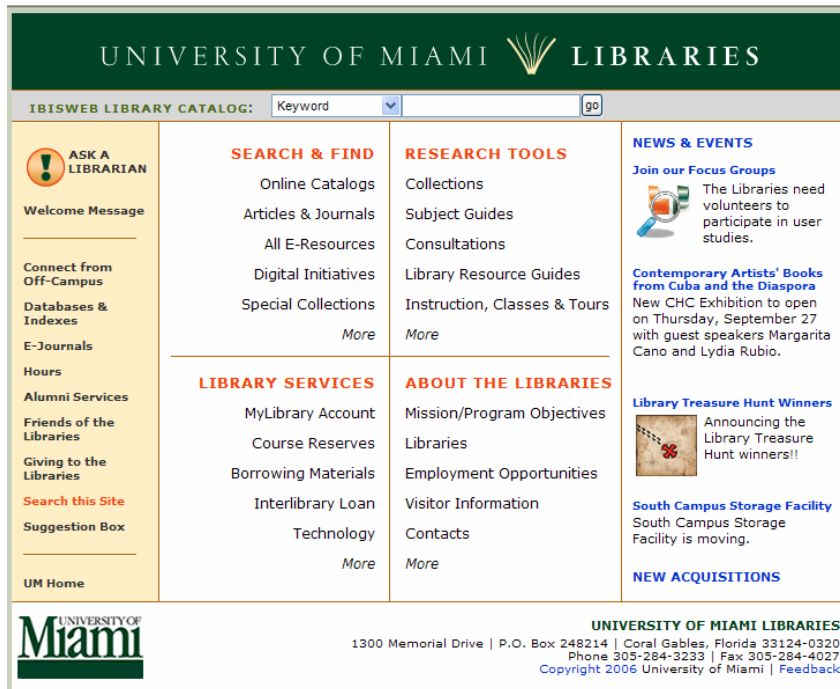 UNIVERSITY OF MIAMI LIBRARIES
IBISWEB LIBRARY CATALOG: Keyword go
ASK A
LIBRARIAN
Welcome Message
Connect from
Off-Campus
Databases &
Indexes
E-Journals
Hours
Alumni Services
Friends of the
Libraries
Giving to the
Libraries
Search this Site
Suggestion Box
UM Home
SEARCH & FIND
Online Catalogs
Articles & Journals
All E-Resources
Digital Initiatives
Special Collections
More
RESEARCH TOOLS
Collections
Subject Guides
Consultations
Library Resource Guides
Instruction, Classes & Tours
More
LIBRARY SERVICES
MyLibrary Account
Course Reserves
Borrowing Materials
Interlibrary Loan
Technology
More
ABOUT THE LIBRARIES
Mission/Program Objectives
Libraries
Employment Opportunities
Visitor Information
Contacts
More
NEWS & EVENTS
Join our Focus Groups
The Libraries need
volunteers to
participate in user
studies.
Contemporary Artists' Books
from Cuba and the Diaspora
New CHC Exhibition to open
on Thursday, September 27
with guest speakers Margarita
Cano and Lydia Rubio.
Library Treasure Hunt Winners
Announcing the
Library Treasure
Hunt winners!!
South Campus Storage Facility
South Campus Storage
Facility is moving.
NEW ACQUISITIONS
UNIVERSITY OF
Miami
UNIVERSITY OF MIAMI LIBRARIES
1300 Memorial Drive | P.O. Box 248214 | Coral Gables, Florida 33124-0320
Phone 305-284-3233 | Fax 305-284-4027
Copyright 2006 University of Miami | Feedback